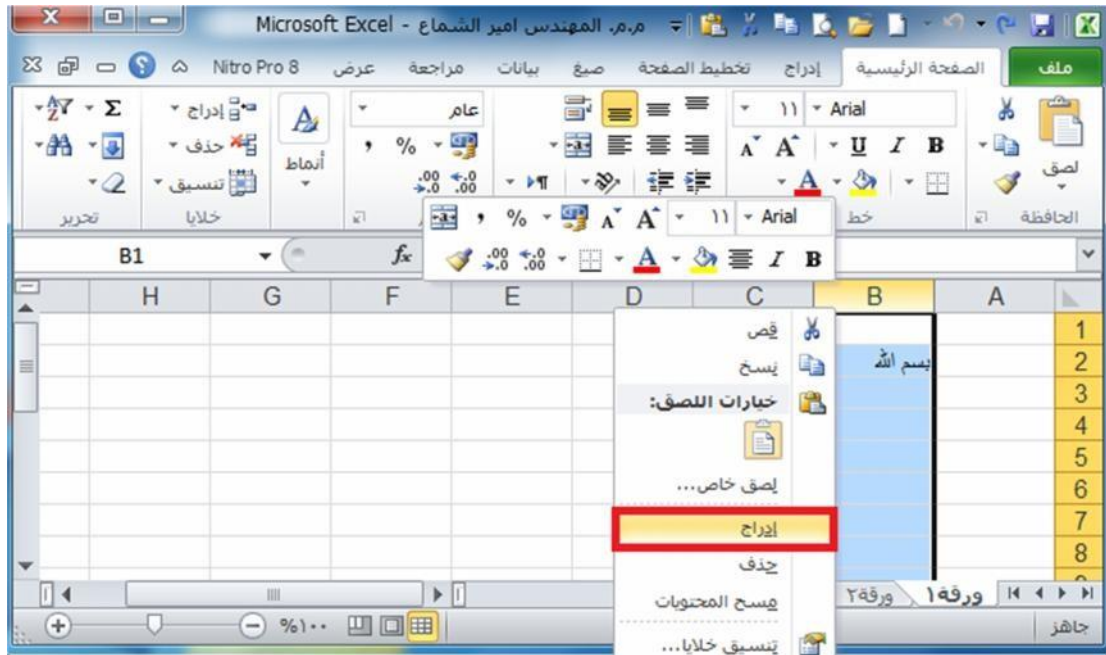 م.م. المهندس امير الشماع - Microsoft Excel
ملف الصفحة الرئيسية إدراج تخطيط الصفحة صيغ بيانات مراجعة عرض Nitro Pro 8
لصق
Arial ١١
عام
أنماط
إدراج
حذف
تنسيق
الحافظة خط خلايا تحرير
Arial ١١
B1
A B C D E F G H
1
2 بسم الله
3
4
5
6
7
8
قص
نسخ
خيارات اللصق:
لصق خاص...
إدراج
حذف
مسح المحتويات
تنسيق خلايا...
ورقة١ ورقة٢
جاهز
%١٠٠